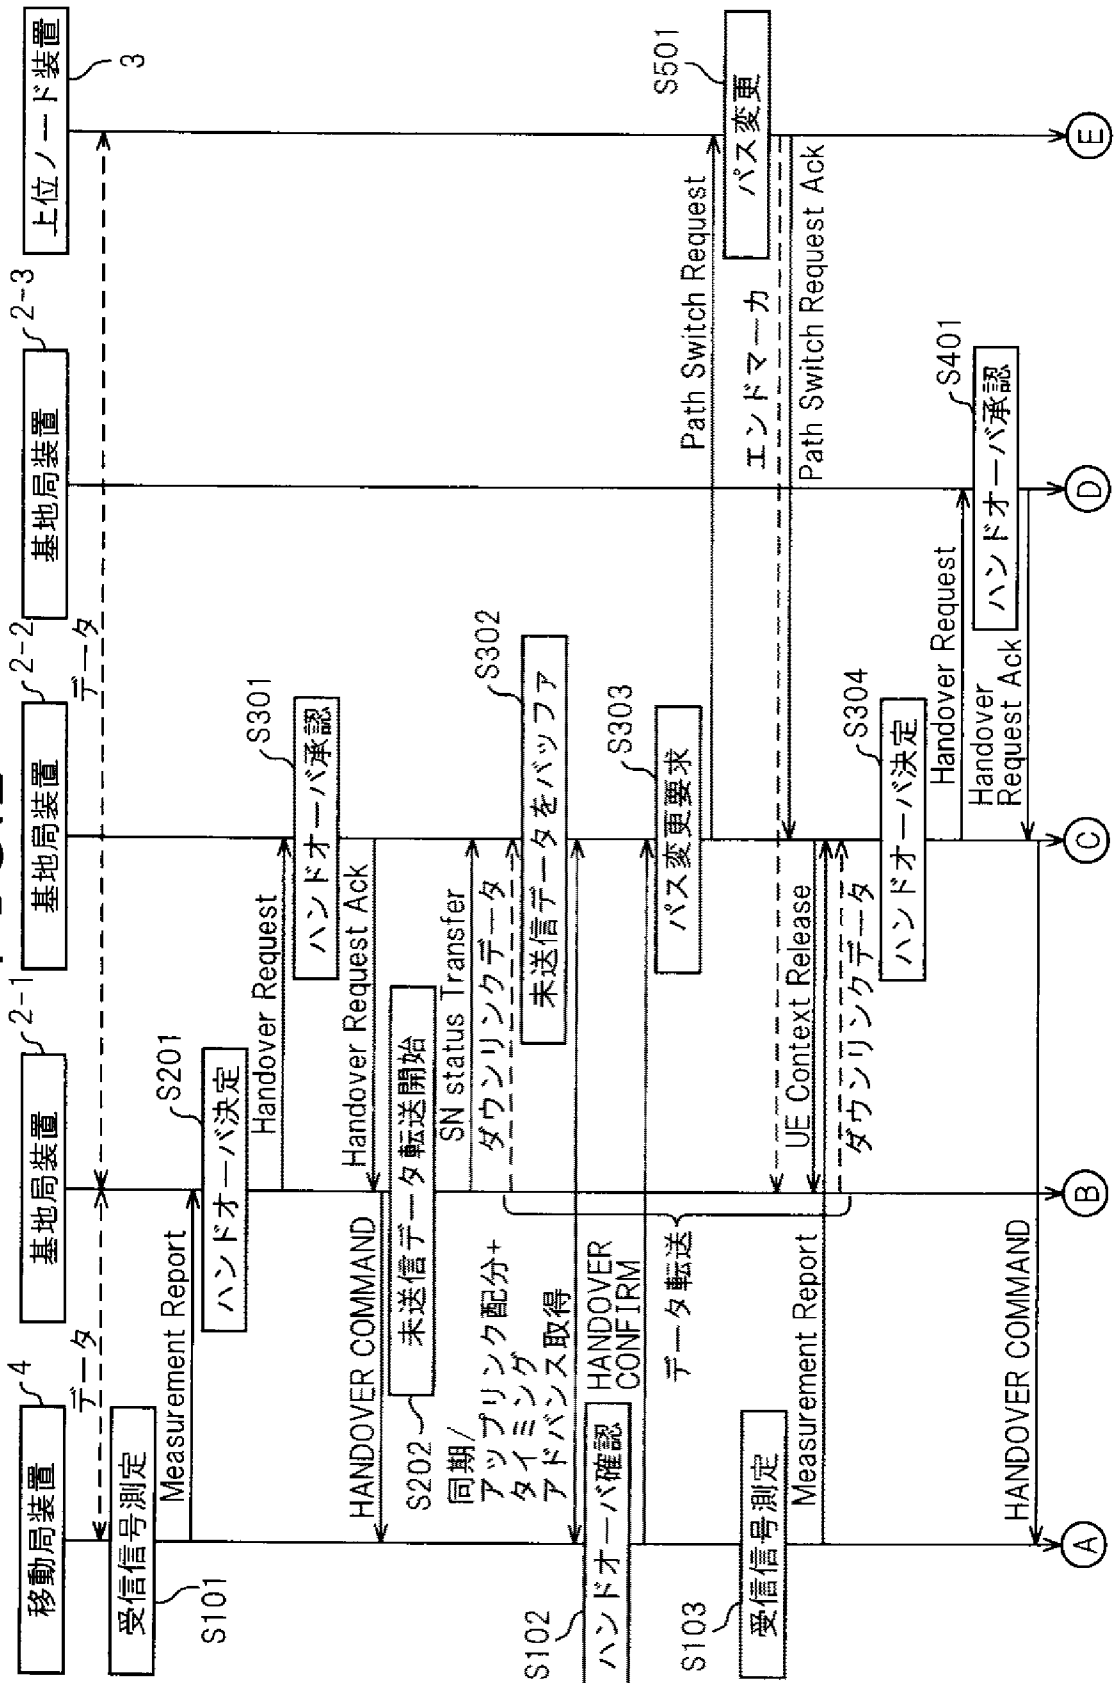 移動局装置
4
基地局装置
2-1
基地局装置
2-2
基地局装置
2-3
上位ノード装置
3
データ
データ
受信信号測定
S101
Measurement Report
ハンドオーバ決定
S201
Handover Request
ハンドオーバ承認
S301
Handover Request Ack
HANDOVER COMMAND
未送信データ転送開始
S202
SN status Transfer
ダウンリンクデータ
未送信データをバッファ
S302
同期/
アップリンク配分+
タイミング
アドバンス取得
ハンドオーバ確認
S102
HANDOVER
CONFIRM
パス変更要求
S303
Path Switch Request
パス変更
S501
エンドマーカ
Path Switch Request Ack
データ転送
UE Context Release
受信信号測定
S103
Measurement Report
ダウンリンクデータ
ハンドオーバ決定
S304
Handover Request
ハンドオーバ承認
S401
Handover
Request Ack
HANDOVER COMMAND
A
B
C
D
E